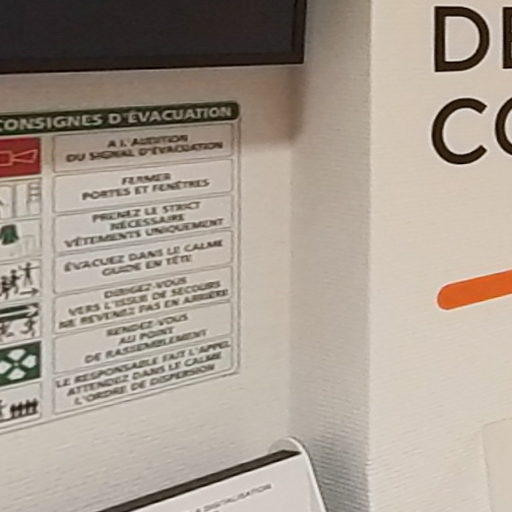 CONSIGNES D'ÉVACUATION
A L'AUDITION
DU SIGNAL D'ÉVACUATION
FERMER
PORTES ET FENÊTRES
PRENEZ LE STRICT
NÉCESSAIRE
VÊTEMENTS UNIQUEMENT
ÉVACUEZ DANS LE CALME
GUIDE EN TÊTE
DIRIGEZ-VOUS
VERS L'ISSUE DE SECOURS
NE REVENEZ PAS EN ARRIÈRE
RENDEZ-VOUS
AU POINT
DE RASSEMBLEMENT
LE RESPONSABLE FAIT L'APPEL
ATTENDEZ DANS LE CALME
L'ORDRE DE DISPERSION
DE
CO
DIGITALISATION